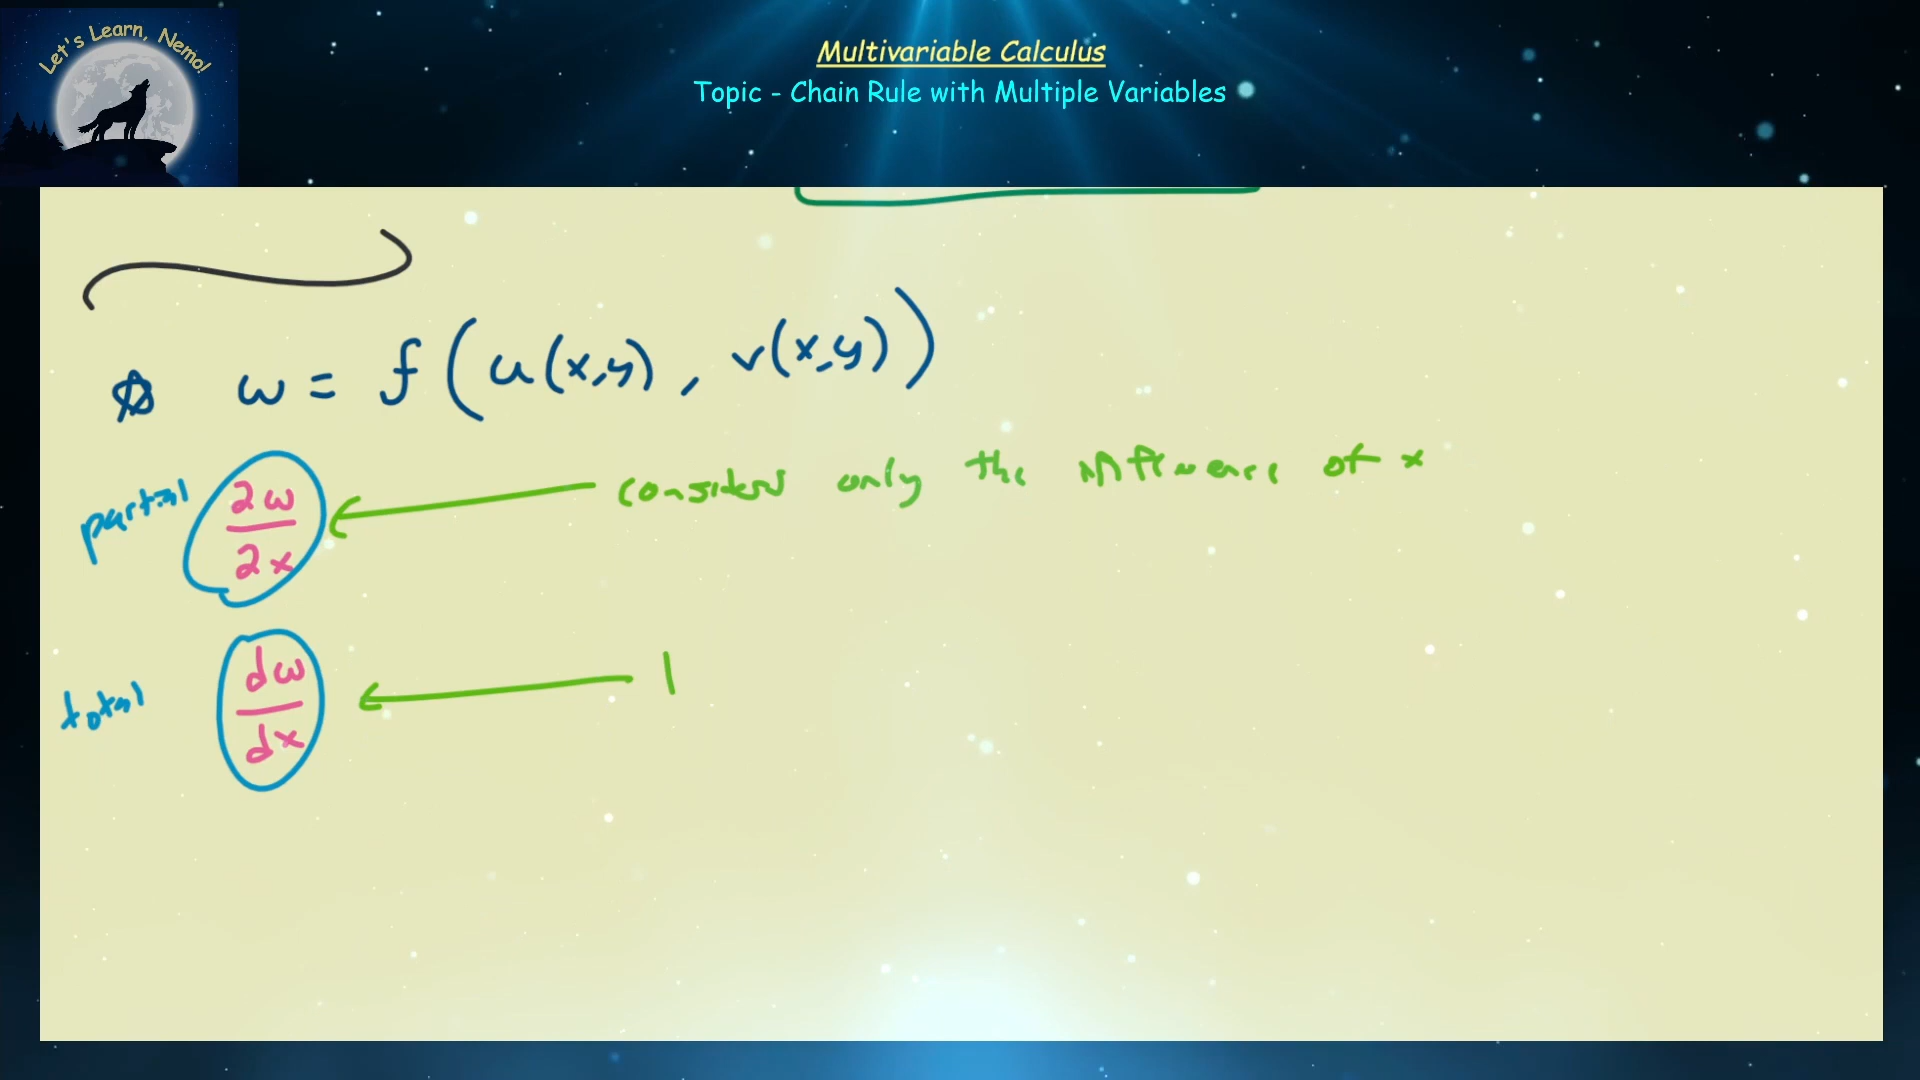 Let's Learn, Nemo!
Multivariable Calculus
Topic - Chain Rule with Multiple Variables
w = f(u(x,y), v(x,y))
partial ∂w/∂x ← considers only the influence of x
total dw/dx ←